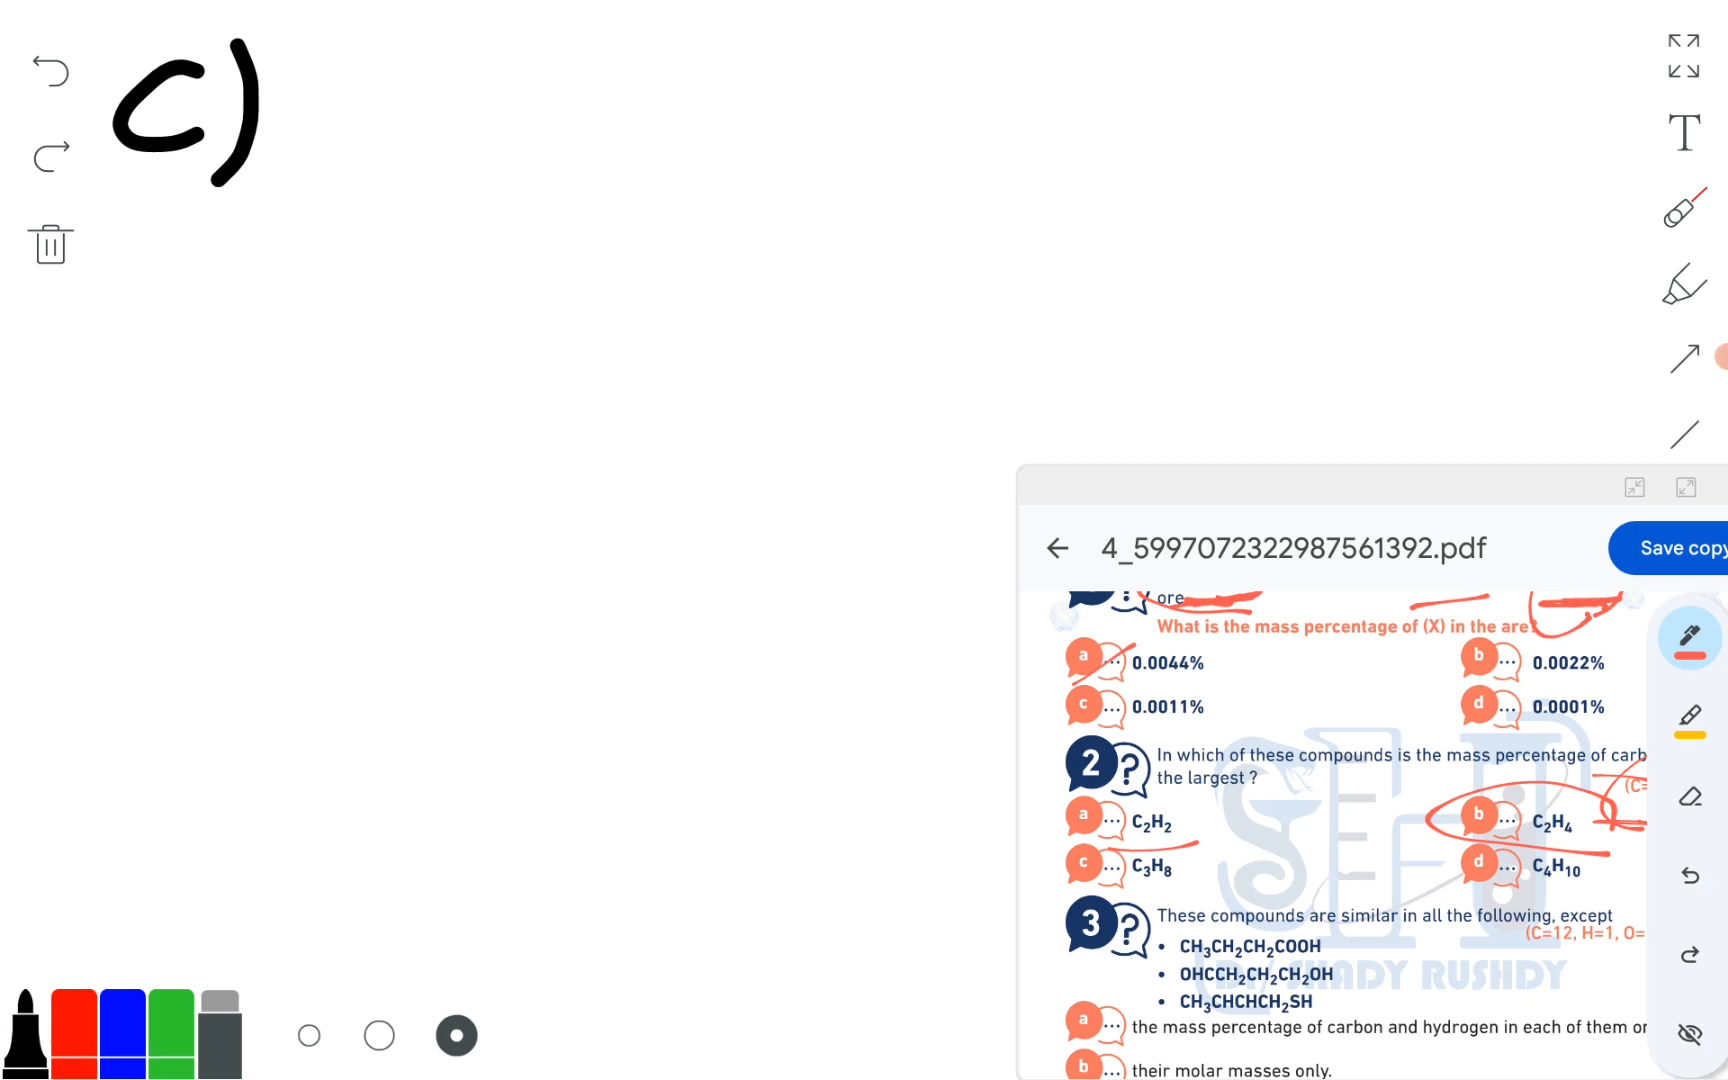 c)
T
4_5997072322987561392.pdf
Save copy
ore
What is the mass percentage of (X) in the are
a ... 0.0044%
b ... 0.0022%
c ... 0.0011%
d ... 0.0001%
2 ? In which of these compounds is the mass percentage of carb
the largest ?
(C=
a ... C₂H₂
b ... C₂H₄
c ... C₃H₈
d ... C₄H₁₀
3 ? These compounds are similar in all the following, except
(C=12, H=1, O=
• CH₃CH₂CH₂COOH
• OHCCH₂CH₂CH₂OH
• CH₃CHCHCH₂SH
SHADY RUSHDY
a ... the mass percentage of carbon and hydrogen in each of them or
b ... their molar masses only.